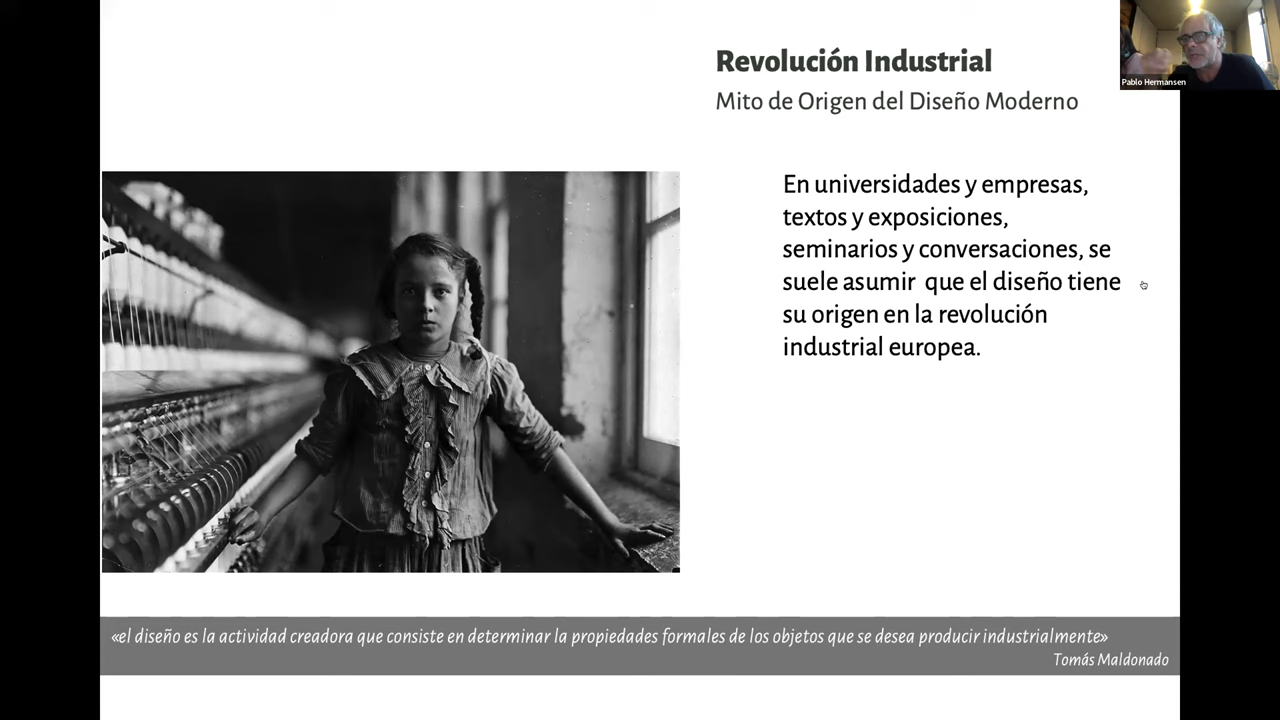 Revolución Industrial
Mito de Origen del Diseño Moderno
Pablo Hermansen
En universidades y empresas,
textos y exposiciones,
seminarios y conversaciones, se
suele asumir que el diseño tiene
su origen en la revolución
industrial europea.
«el diseño es la actividad creadora que consiste en determinar la propiedades formales de los objetos que se desea producir industrialmente»
Tomás Maldonado